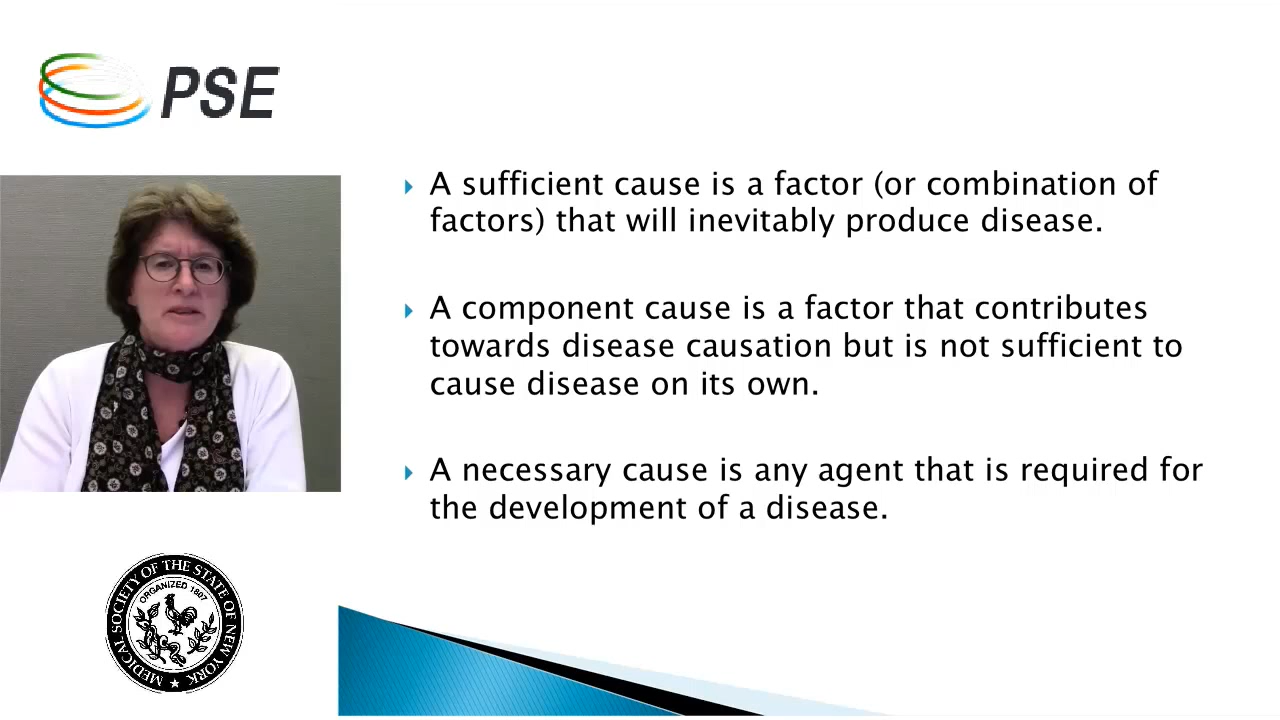 PSE
A sufficient cause is a factor (or combination of
factors) that will inevitably produce disease.
A component cause is a factor that contributes
towards disease causation but is not sufficient to
cause disease on its own.
A necessary cause is any agent that is required for
the development of a disease.
MEDICAL SOCIETY OF THE STATE OF NEW YORK
ORGANIZED 1807